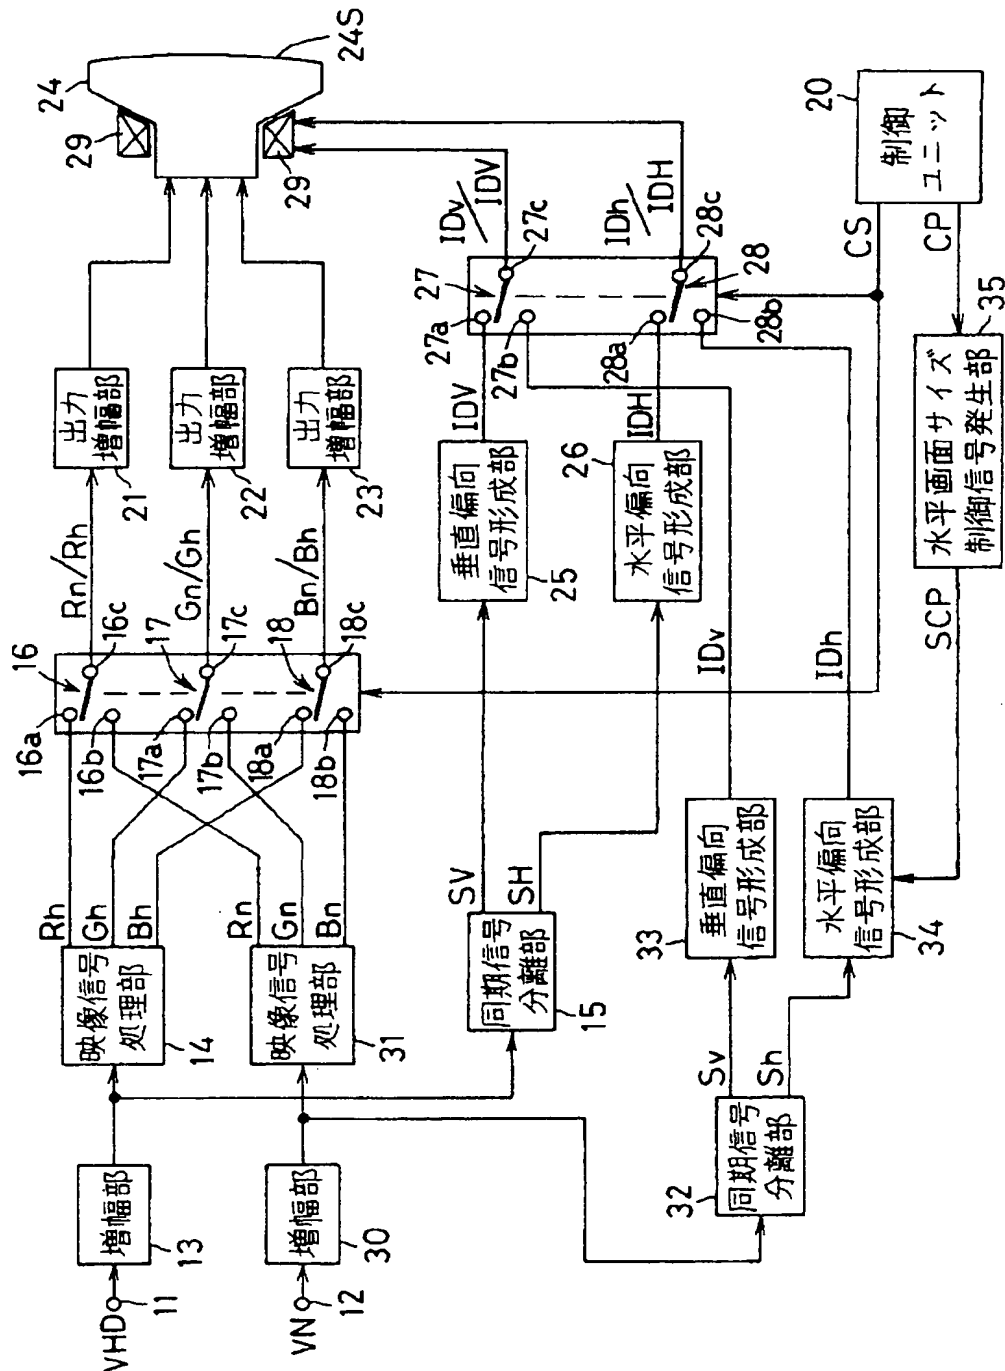 VHD
11
増幅部
13
VN
12
増幅部
30
映像信号
処理部
14
映像信号
処理部
31
Rh
Gh
Bh
Rn
Gn
Bn
16a
16b
17a
17b
18a
18b
16
17
18
16c
17c
18c
Rn/Rh
Gn/Gh
Bn/Bh
出力
増幅部
21
出力
増幅部
22
出力
増幅部
23
24
24S
29
29
同期信号
分離部
15
SV
SH
垂直偏向
信号形成部
25
水平偏向
信号形成部
26
IDV
IDH
27a
27b
28a
28b
27
28
27c
28c
IDv/
IDV
IDh/
IDH
同期信号
分離部
32
Sv
Sh
垂直偏向
信号形成部
33
水平偏向
信号形成部
34
IDv
IDh
SCP
水平画面サイズ
制御信号発生部
35
CS
CP
制御
ユニット
20